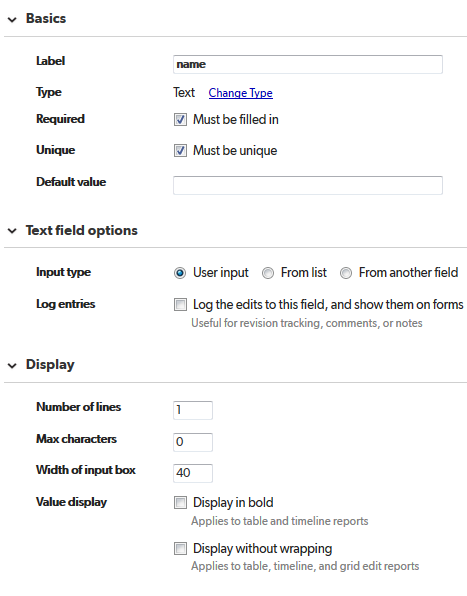 Basics
Label name
Type Text Change Type
Required Must be filled in
Unique Must be unique
Default value
Text field options
Input type User input From list From another field
Log entries Log the edits to this field, and show them on forms
Useful for revision tracking, comments, or notes
Display
Number of lines 1
Max characters 0
Width of input box 40
Value display Display in bold
Applies to table and timeline reports
Display without wrapping
Applies to table, timeline, and grid edit reports